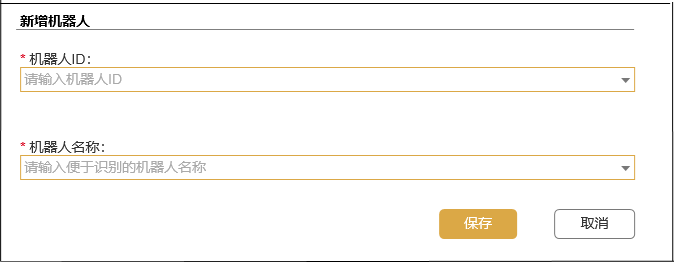 新增机器人
* 机器人ID：
请输入机器人ID
* 机器人名称：
请输入便于识别的机器人名称
保存 取消